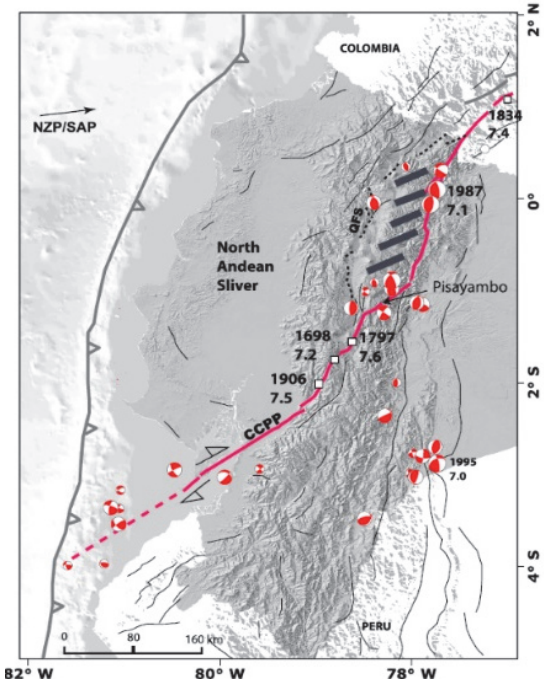 2° N
COLOMBIA
NZP/SAP
1834
7.4
1987
7.1
0°
QFS
North
Andean
Sliver
Pisayambo
1698
7.2
1797
7.6
1906
7.5
2°S
CCPP
1995
7.0
4°S
PERU
0
80
160 km
82° W
80° W
78° W